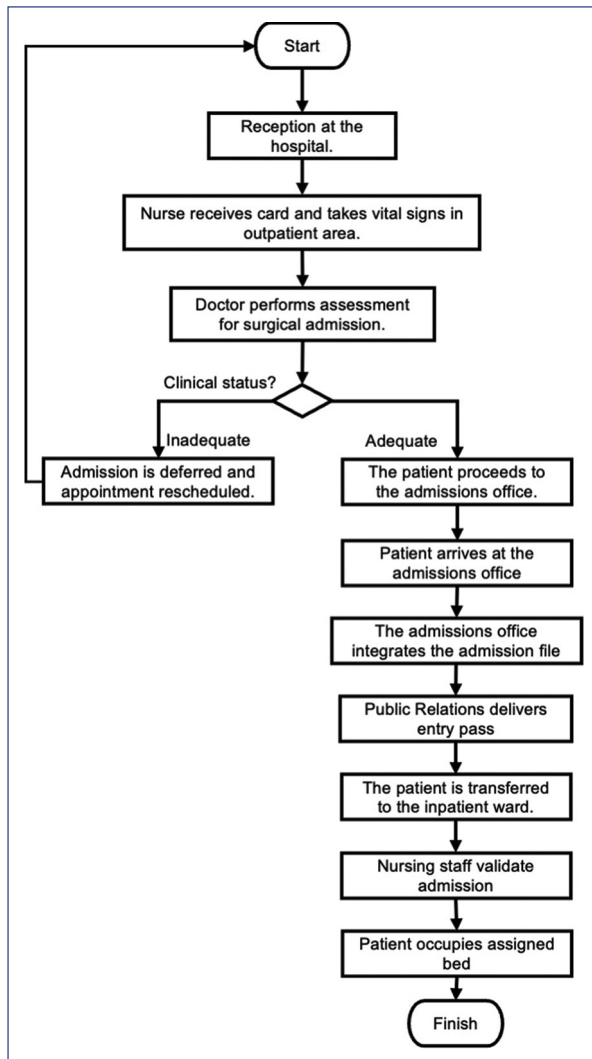 Start
Reception at the
hospital.
Nurse receives card and takes vital signs in
outpatient area.
Doctor performs assessment
for surgical admission.
Clinical status?
Inadequate
Adequate
Admission is deferred and
appointment rescheduled.
The patient proceeds to
the admissions office.
Patient arrives at the
admissions office
The admissions office
integrates the admission file
Public Relations delivers
entry pass
The patient is transferred
to the inpatient ward.
Nursing staff validate
admission
Patient occupies assigned
bed
Finish